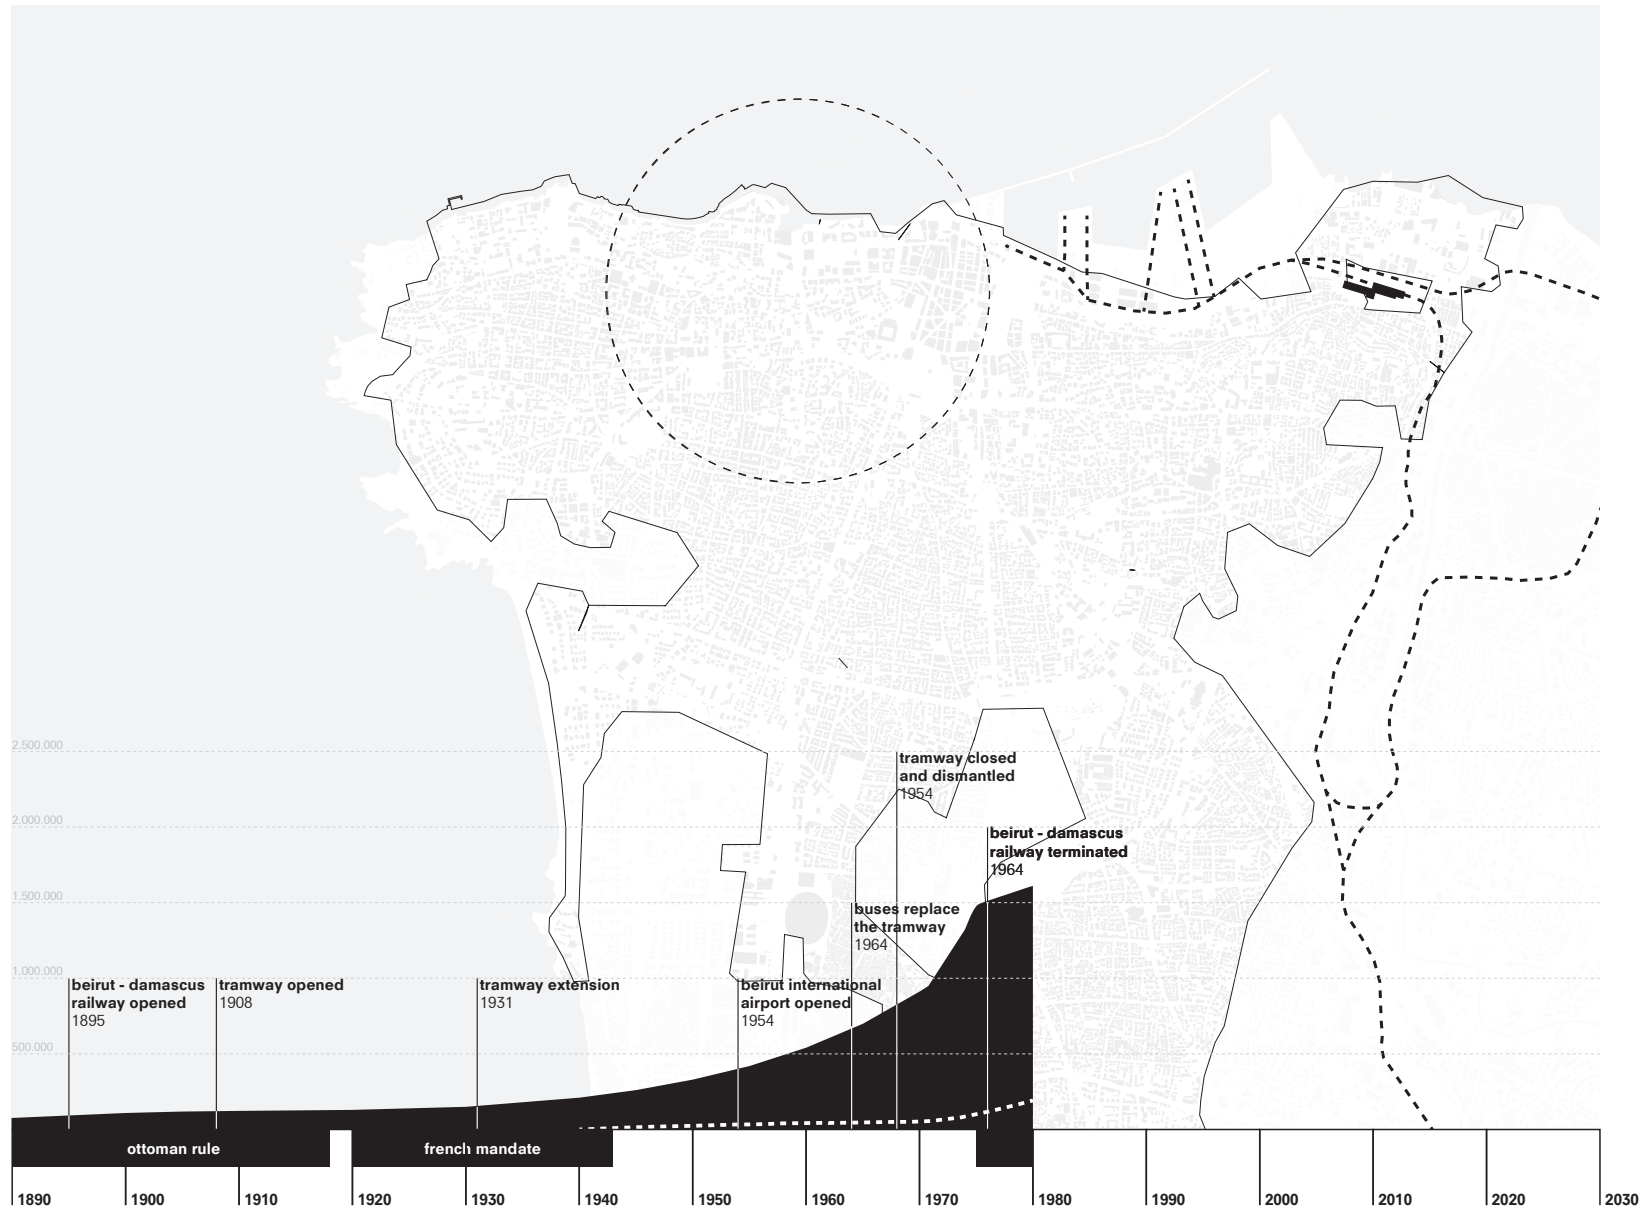 2.500.000
tramway closed
and dismantled
1954
2.000.000
beirut - damascus
railway terminated
1964
1.500.000
buses replace
the tramway
1964
1.000.000
beirut - damascus
railway opened
1895
tramway opened
1908
tramway extension
1931
beirut international
airport opened
1954
500.000
ottoman rule
french mandate
1890
1900
1910
1920
1930
1940
1950
1960
1970
1980
1990
2000
2010
2020
2030